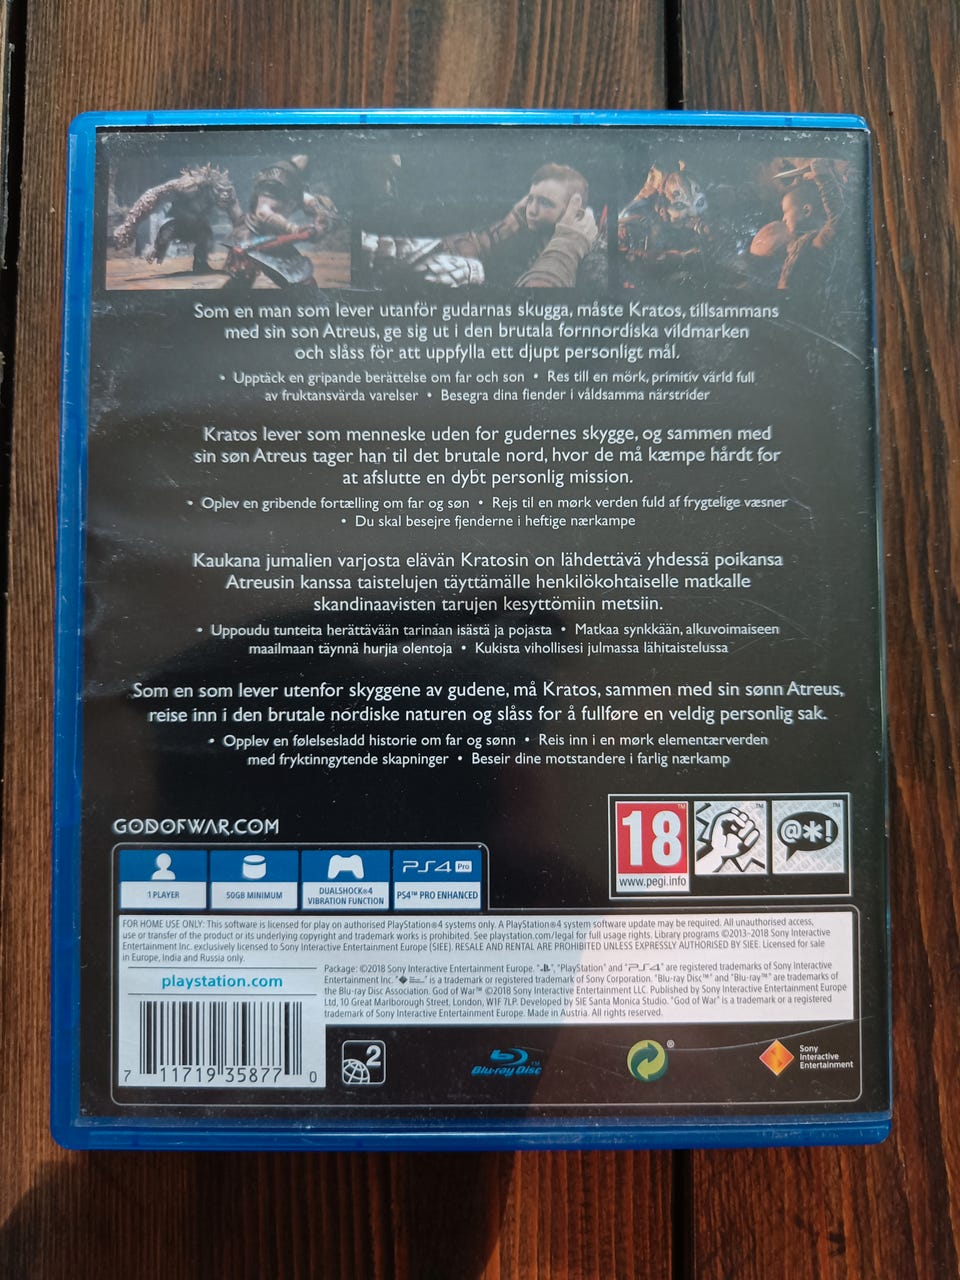 Som en man som lever utanför gudarnas skugga, måste Kratos, tillsammans
med sin son Atreus, ge sig ut i den brutala fornnordiska vildmarken
och slåss för att uppfylla ett djupt personligt mål.
• Upptäck en gripande berättelse om far och son • Res till en mörk, primitiv värld full
av fruktansvärda varelser • Besegra dina fiender i våldsamma närstrider
Kratos lever som menneske uden for gudernes skygge, og sammen med
sin søn Atreus tager han til det brutale nord, hvor de må kæmpe hårdt for
at afslutte en dybt personlig mission.
• Oplev en gribende fortælling om far og søn • Rejs til en mørk verden fuld af frygtelige væsner
• Du skal besejre fjenderne i heftige nærkampe
Kaukana jumalien varjosta elävän Kratosin on lähdettävä yhdessä poikansa
Atreusin kanssa taistelujen täyttämälle henkilökohtaiselle matkalle
skandinaavisten tarujen kesyttömiin metsiin.
• Uppoudu tunteita herättävään tarinaan isästä ja pojasta • Matkaa synkkään, alkuvoimaiseen
maailmaan täynnä hurjia olentoja • Kukista vihollisesi julmassa lähitaistelussa
Som en som lever utenfor skyggene av gudene, må Kratos, sammen med sin sønn Atreus,
reise inn i den brutale nordiske naturen og slåss for å fullføre en veldig personlig sak.
• Opplev en følelsesladd historie om far og sønn • Reis inn i en mørk elementærverden
med fryktinngytende skapninger • Beseir dine motstandere i farlig nærkamp
GODOFWAR.COM
18
www.pegi.info
@*!
PS4 Pro
1 PLAYER
50GB MINIMUM
DUALSHOCK®4
VIBRATION FUNCTION
PS4™ PRO ENHANCED
FOR HOME USE ONLY: This software is licensed for play on authorised PlayStation®4 systems only. A PlayStation®4 system software update may be required. All unauthorised access,
use or transfer of the product or its underlying copyright and trademark works is prohibited. See playstation.com/legal for full usage rights. Library programs ©2013–2018 Sony Interactive
Entertainment Inc. exclusively licensed to Sony Interactive Entertainment Europe (SIEE). RESALE AND RENTAL ARE PROHIBITED UNLESS EXPRESSLY AUTHORISED BY SIEE. Licensed for sale
in Europe, India and Russia only.
playstation.com
Package: ©2018 Sony Interactive Entertainment Europe. "PlayStation" and "PS4" are registered trademarks of Sony Interactive
Entertainment Inc. " " is a trademark or registered trademark of Sony Corporation. "Blu-ray Disc™" and "Blu-ray™" are trademarks of
the Blu-ray Disc Association. God of War™ ©2018 Sony Interactive Entertainment LLC. Published by Sony Interactive Entertainment Europe
Ltd, 10 Great Marlborough Street, London, W1F 7LP. Developed by SIE Santa Monica Studio. "God of War" is a trademark or a registered
trademark of Sony Interactive Entertainment Europe. Made in Austria. All rights reserved.
7 11719 35877 0
2
Blu-ray Disc™
®
Sony
Interactive
Entertainment